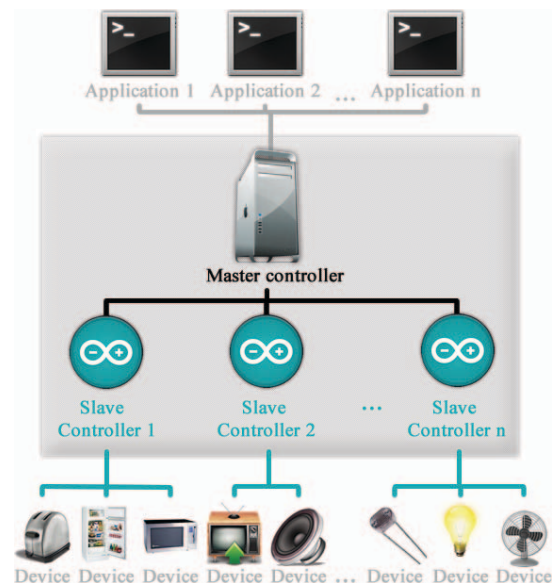 >_ >_ >_
Application 1 Application 2 ... Application n
Master controller
Slave Slave ... Slave
Controller 1 Controller 2 Controller n
Device Device Device Device Device ... Device Device Device